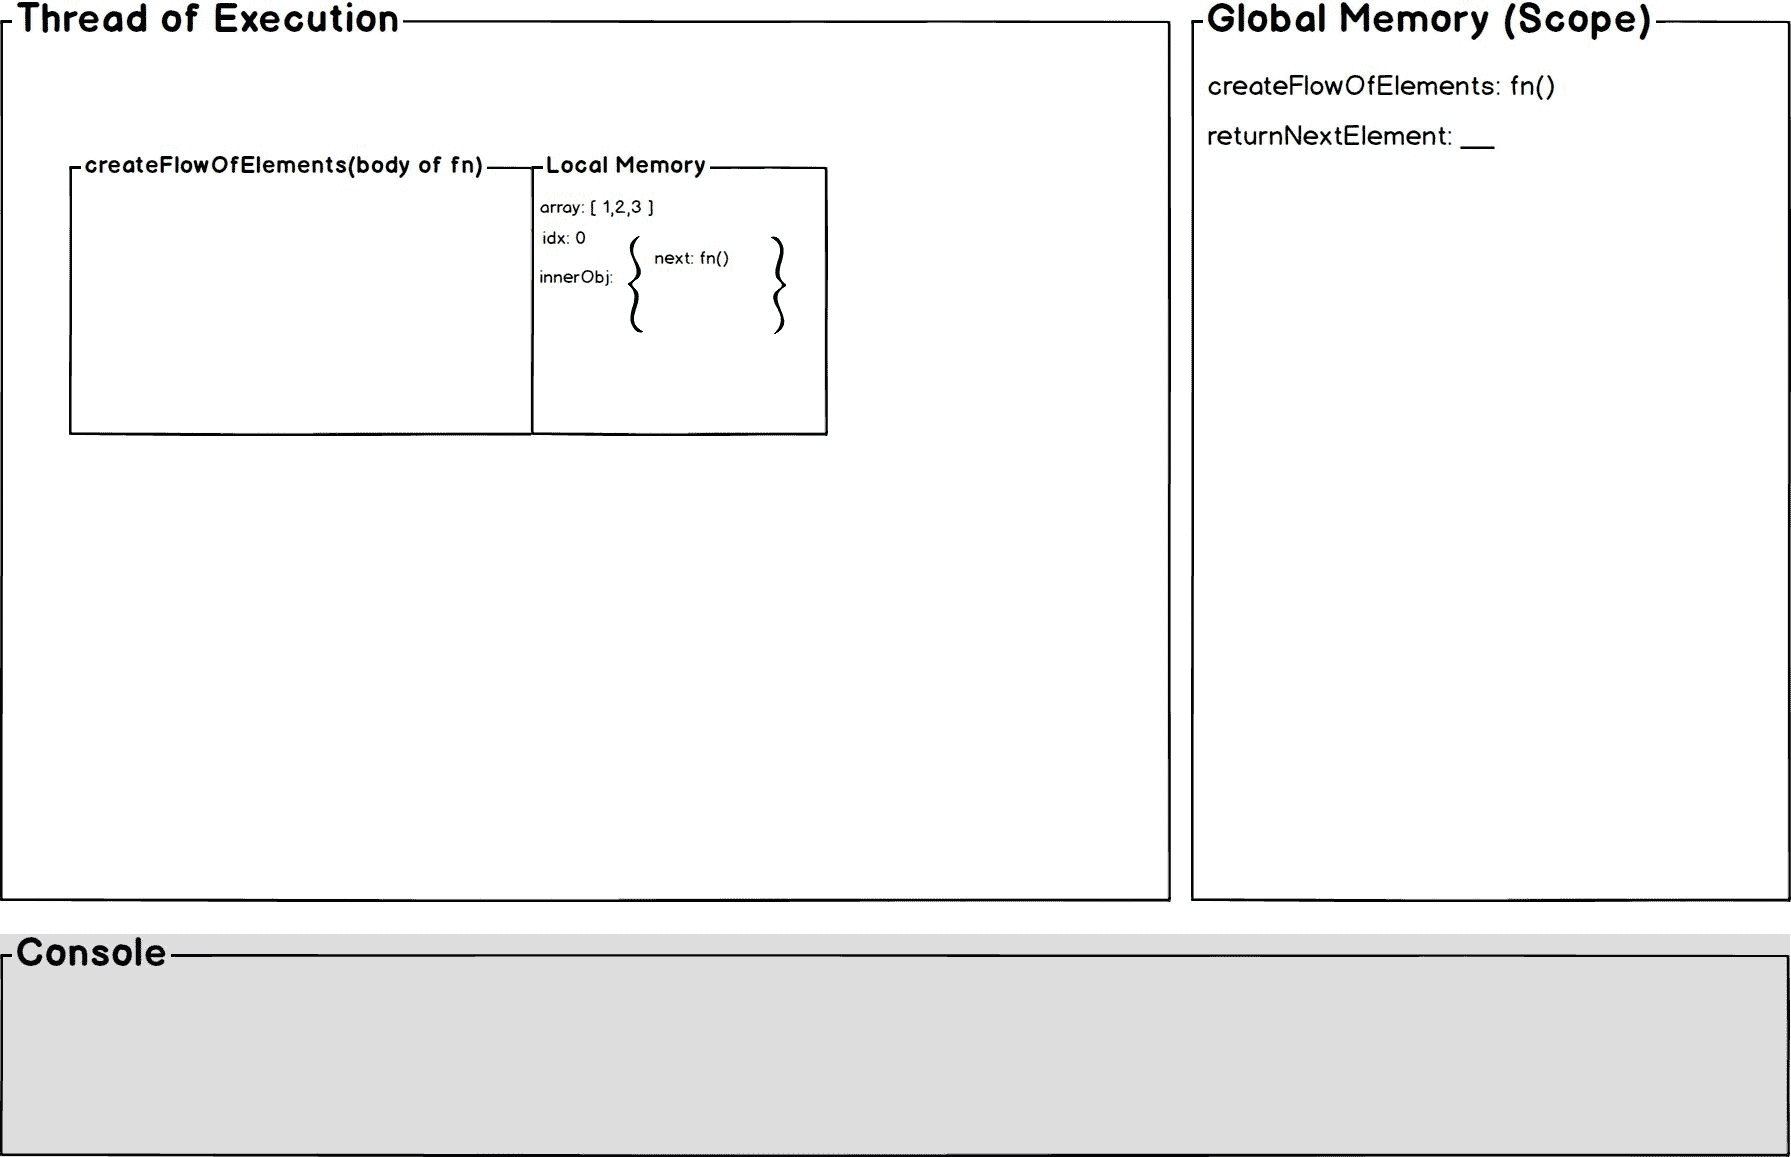 Thread of Execution
Global Memory (Scope)
createFlowOfElements: fn()
returnNextElement: __
createFlowOfElements(body of fn)
Local Memory
array: [ 1,2,3 ]
idx: 0
innerObj: {
next: fn()
}
Console